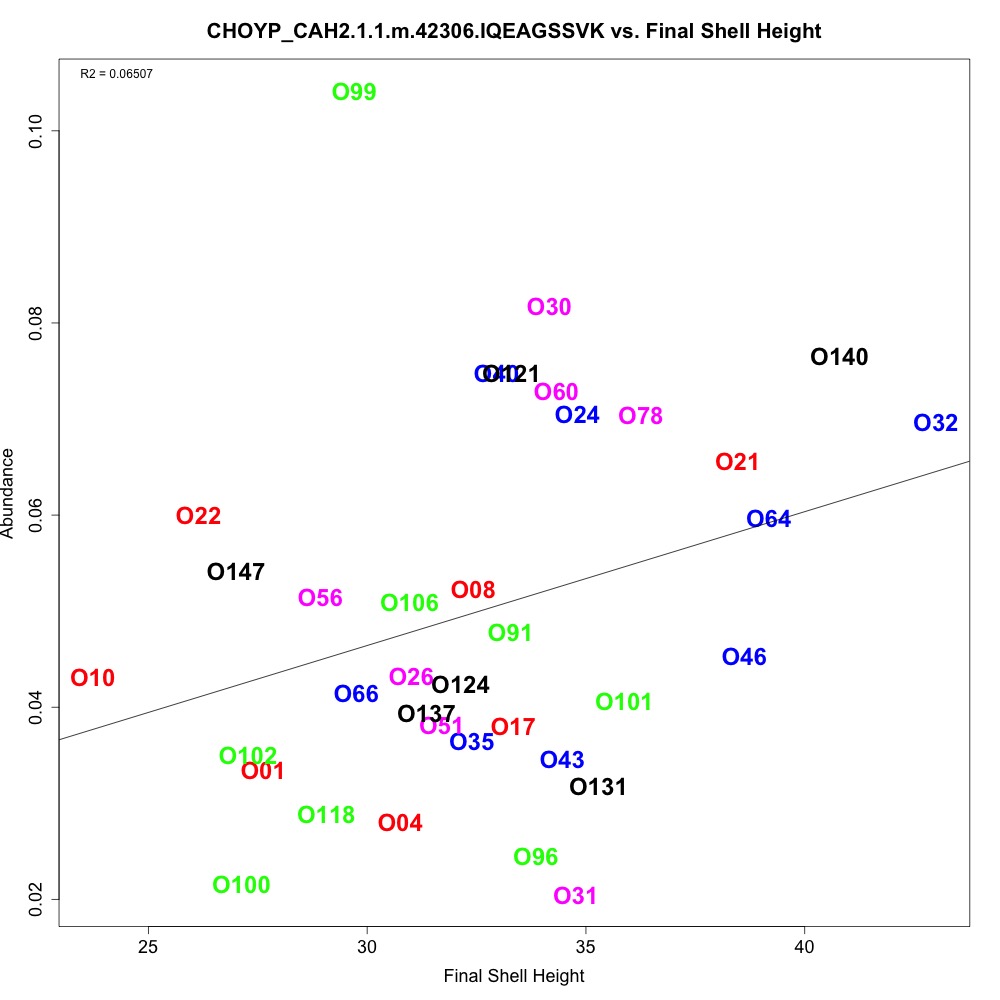 CHOYP_CAH2.1.1.m.42306.IQEAGSSVK vs. Final Shell Height
R2 = 0.06507
O99
0.10
O30
0.08
O140
O40
O121
O60
O24
O78
O32
O21
Abundance
O22
0.06
O64
O147
O56
O106
O08
O91
O46
O10
O26
O124
O66
O101
0.04
O137
O51
O17
O35
O102
O43
O01
O131
O118
O04
O96
O100
O31
0.02
25
30
35
40
Final Shell Height